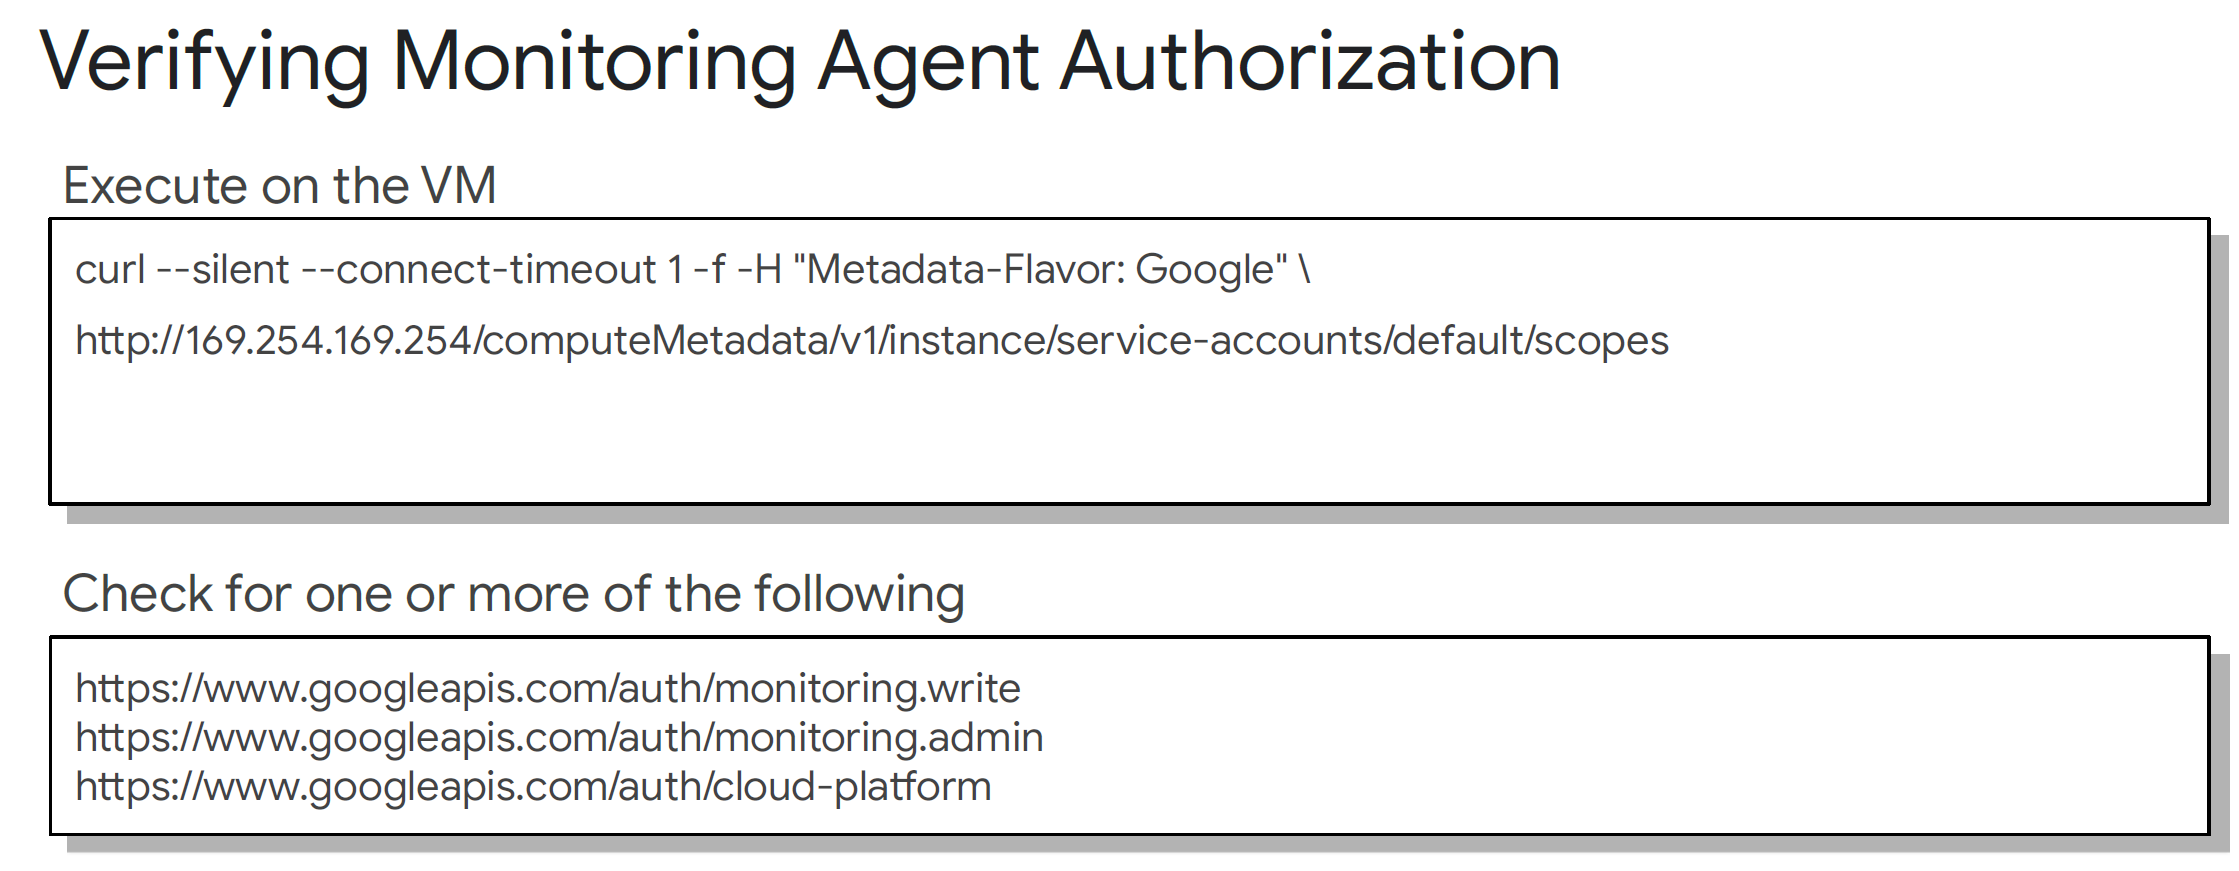 Verifying Monitoring Agent Authorization
Execute on the VM
curl --silent --connect-timeout 1 -f -H "Metadata-Flavor: Google" \
http://169.254.169.254/computeMetadata/v1/instance/service-accounts/default/scopes
Check for one or more of the following
https://www.googleapis.com/auth/monitoring.write
https://www.googleapis.com/auth/monitoring.admin
https://www.googleapis.com/auth/cloud-platform